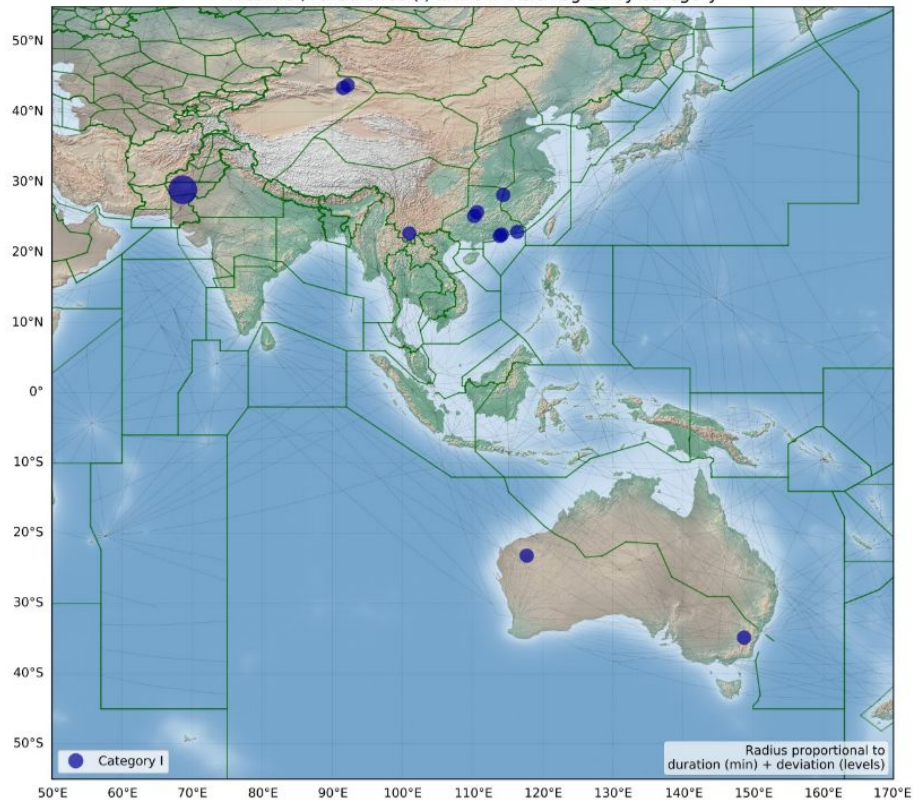 50°N
40°N
30°N
20°N
10°N
0°
10°S
20°S
30°S
40°S
50°S
Category I
Radius proportional to
duration (min) + deviation (levels)
50°E 60°E 70°E 80°E 90°E 100°E 110°E 120°E 130°E 140°E 150°E 160°E 170°E